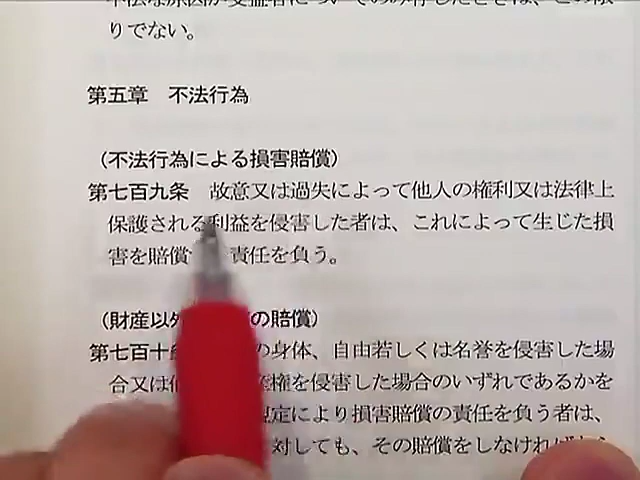 りでない。
第五章　不法行為
（不法行為による損害賠償）
第七百九条　故意又は過失によって他人の権利又は法律上
保護される利益を侵害した者は、これによって生じた損
害を賠償 責任を負う。
（財産以外 の賠償）
第七百十 の身体、自由若しくは名誉を侵害した場
合又は 権を侵害した場合のいずれであるかを
規定により損害賠償の責任を負う者は、
対しても、その賠償をしなければ